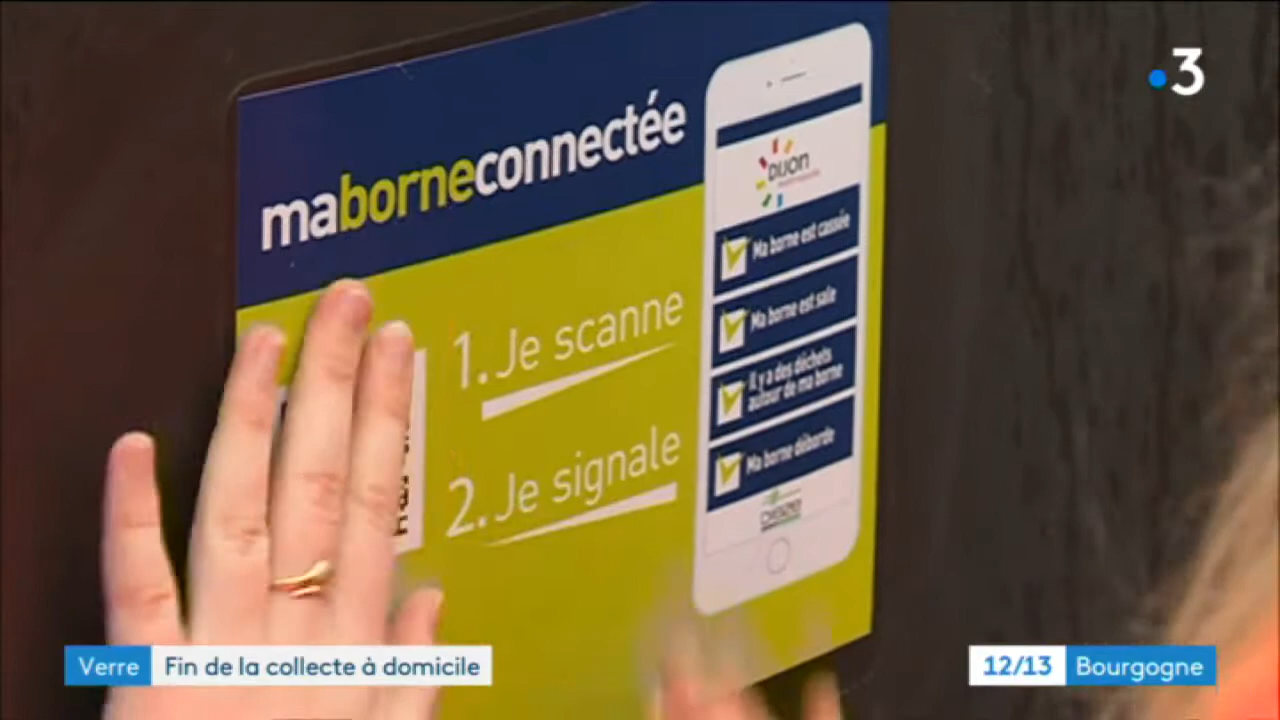 3
maborneconnectée
DIJON
Ma borne est cassée
1. Je scanne
Ma borne est sale
Il y a des déchets
autour de ma borne
2. Je signale
Ma borne déborde
Verre Fin de la collecte à domicile
12/13 Bourgogne